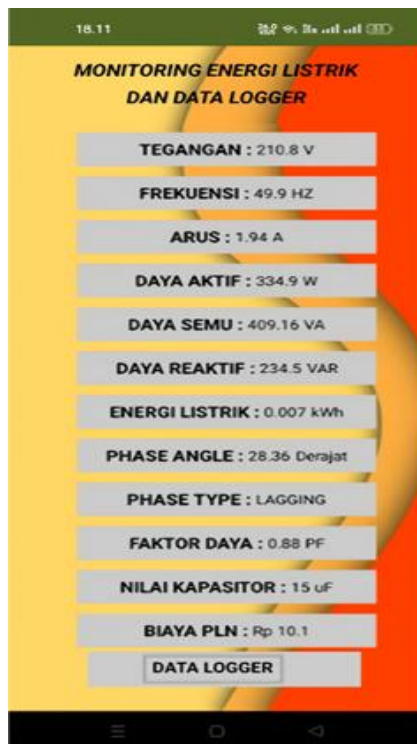 18.11
MONITORING ENERGI LISTRIK
DAN DATA LOGGER
TEGANGAN : 210.8 V
FREKUENSI : 49.9 HZ
ARUS : 1.94 A
DAYA AKTIF : 334.9 W
DAYA SEMU : 409.16 VA
DAYA REAKTIF : 234.5 VAR
ENERGI LISTRIK : 0.007 kWh
PHASE ANGLE : 28.36 Derajat
PHASE TYPE : LAGGING
FAKTOR DAYA : 0.88 PF
NILAI KAPASITOR : 15 uF
BIAYA PLN : Rp 10.1
DATA LOGGER